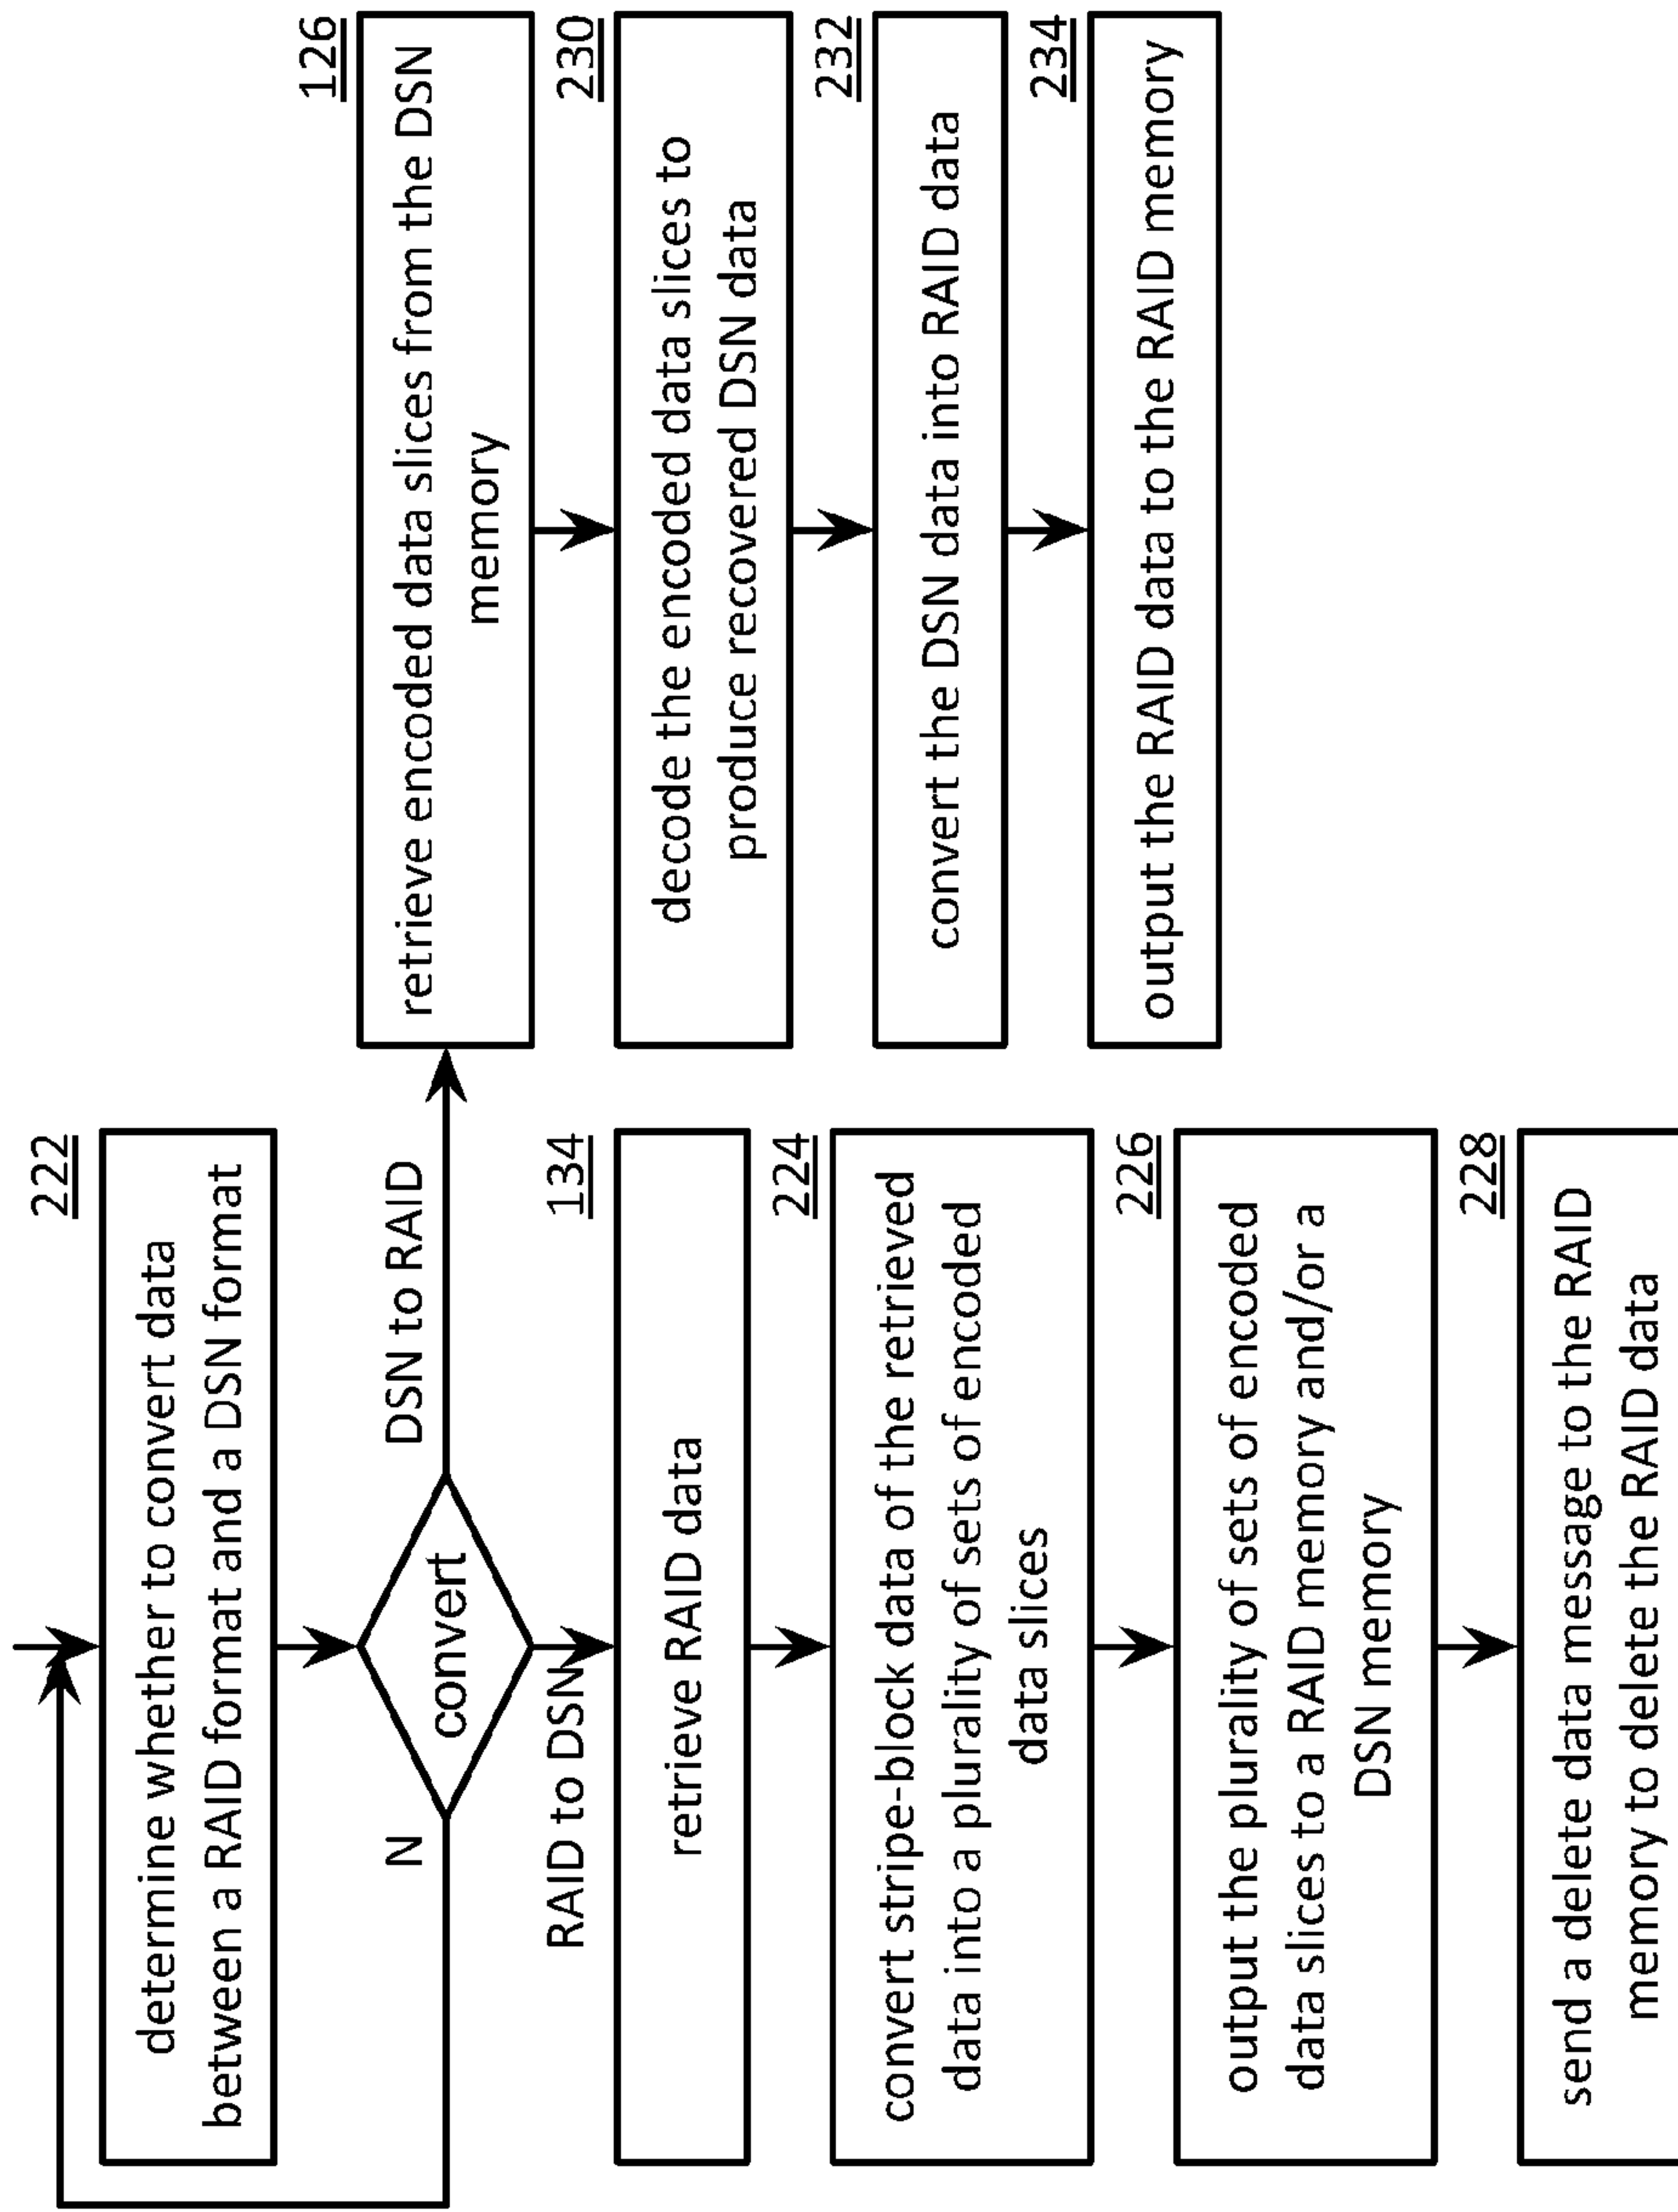 222
determine whether to convert data
between a RAID format and a DSN format
convert
N
DSN to RAID
RAID to DSN
134
retrieve RAID data
224
convert stripe-block data of the retrieved
data into a plurality of sets of encoded
data slices
226
output the plurality of sets of encoded
data slices to a RAID memory and/or a
DSN memory
228
send a delete data message to the RAID
memory to delete the RAID data
126
retrieve encoded data slices from the DSN
memory
230
decode the encoded data slices to
produce recovered DSN data
232
convert the DSN data into RAID data
234
output the RAID data to the RAID memory